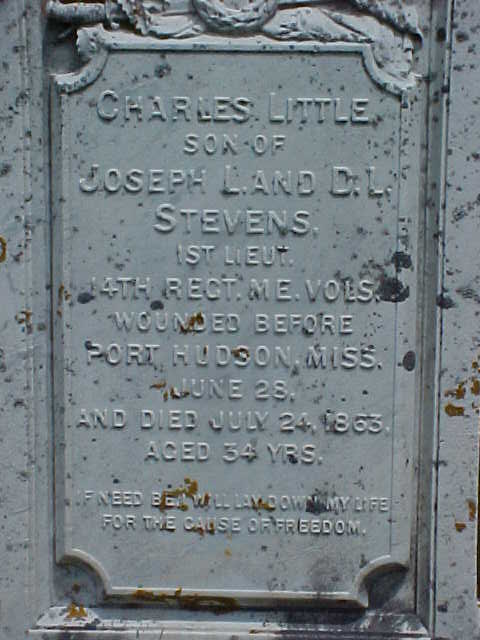 CHARLES LITTLE,
SON OF
JOSEPH L. AND D. L.
STEVENS,
1ST LIEUT.
14TH REGT. ME. VOLS.
WOUNDED BEFORE
PORT HUDSON, MISS.
JUNE 28,
AND DIED JULY 24, 1863,
AGED 34 YRS.
IF NEED BE I WILL LAY DOWN MY LIFE
FOR THE CAUSE OF FREEDOM.